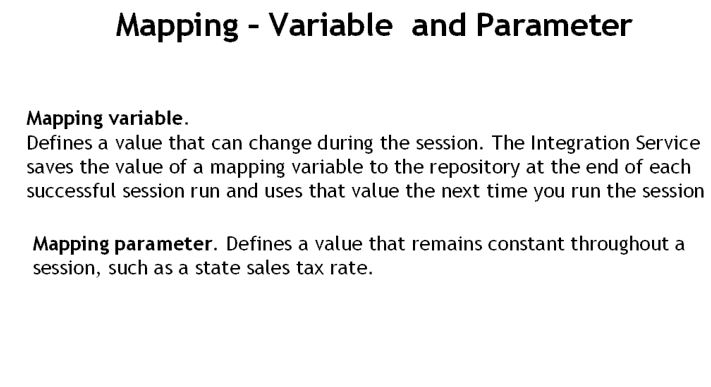 Mapping - Variable and Parameter
Mapping variable.
Defines a value that can change during the session. The Integration Service
saves the value of a mapping variable to the repository at the end of each
successful session run and uses that value the next time you run the session
Mapping parameter. Defines a value that remains constant throughout a
session, such as a state sales tax rate.